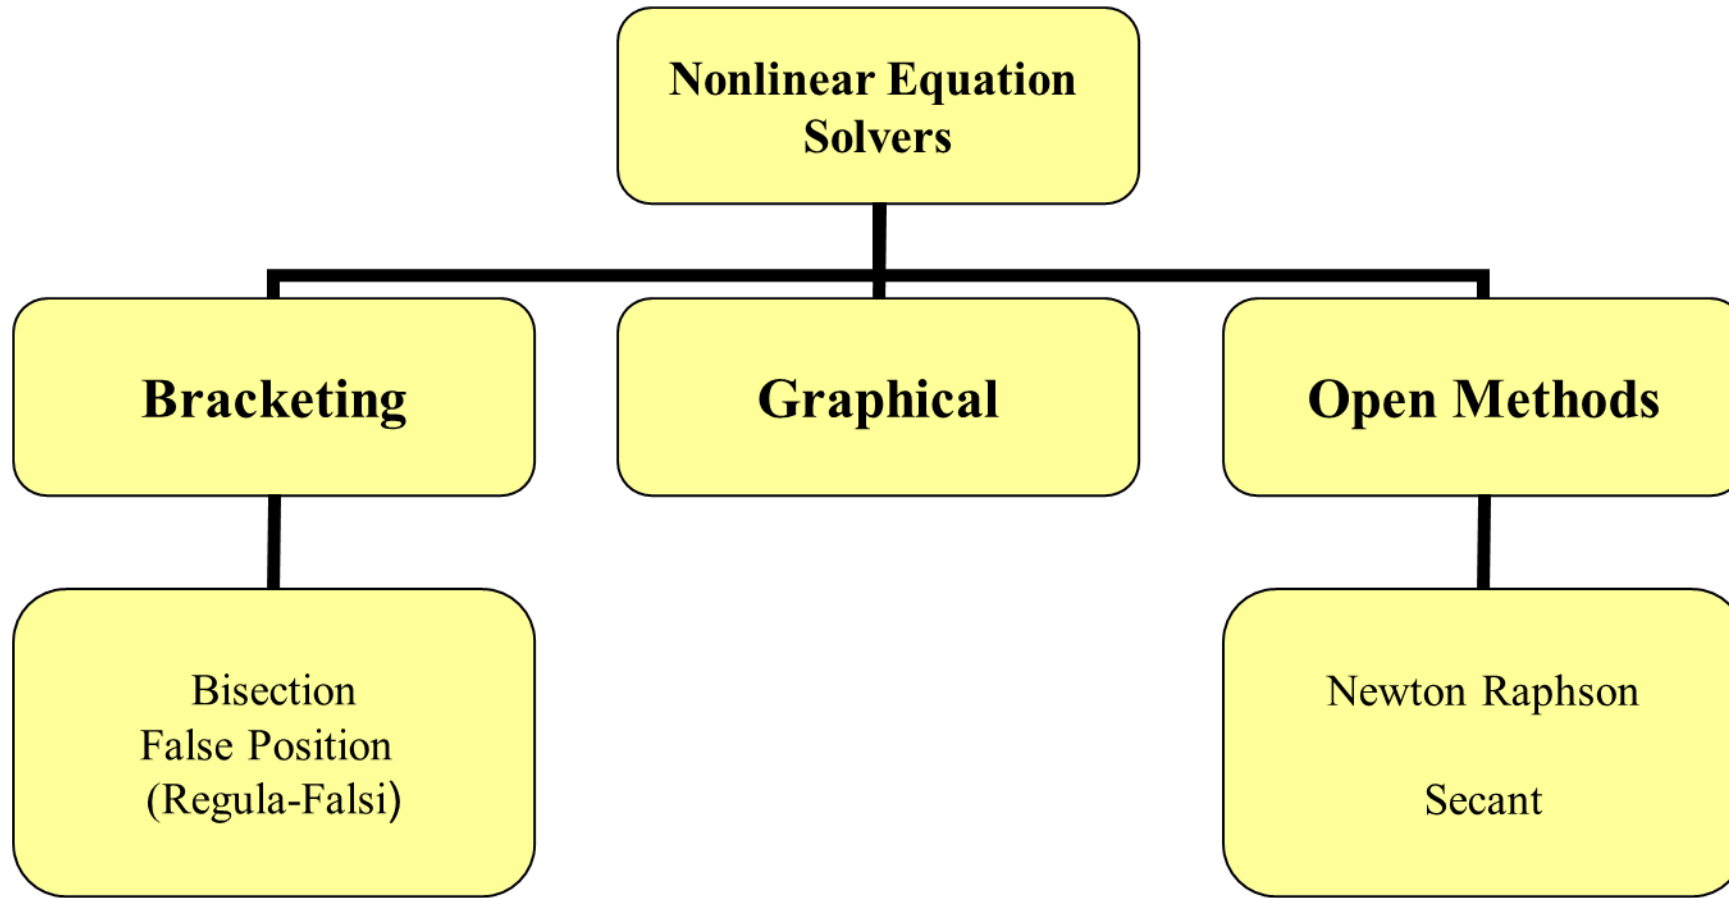 Nonlinear Equation
Solvers
Bracketing
Graphical
Open Methods
Bisection
False Position
(Regula-Falsi)
Newton Raphson
Secant